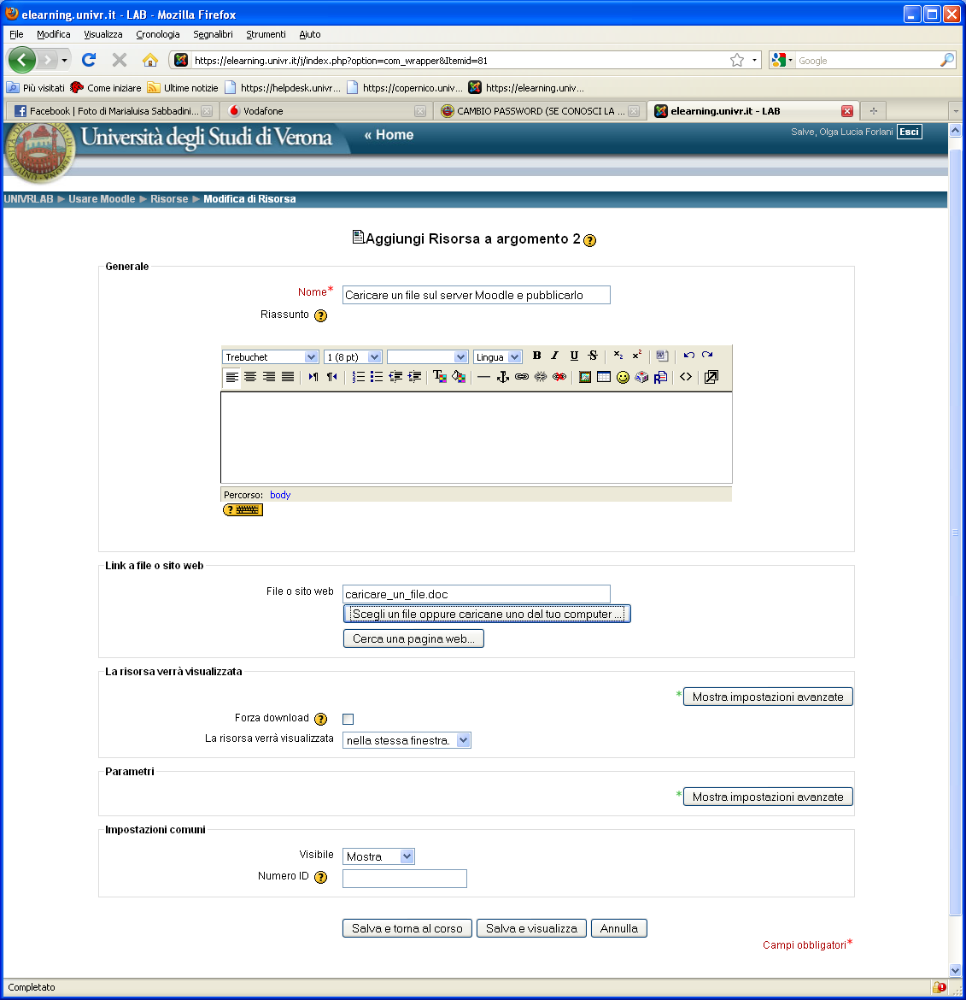 elearning.univr.it - LAB - Mozilla Firefox
File Modifica Visualizza Cronologia Segnalibri Strumenti Aiuto
https://elearning.univr.it/j/index.php?option=com_wrapper&Itemid=81
Google
Più visitati Come iniziare Ultime notizie https://helpdesk.univr... https://copernico.univ... https://elearning.univ...
Facebook | Foto di Marialuisa Sabbadini... Vodafone CAMBIO PASSWORD (SE CONOSCI LA ... elearning.univr.it - LAB
Università degli Studi di Verona « Home Salve, Olga Lucia Forlani Esci
UNIVRLAB ► Usare Moodle ► Risorse ► Modifica di Risorsa
Aggiungi Risorsa a argomento 2
Generale
Nome* Caricare un file sul server Moodle e pubblicarlo
Riassunto
Trebuchet 1 (8 pt) Lingua B I U S
Percorso: body
Link a file o sito web
File o sito web caricare_un_file.doc
Scegli un file oppure caricane uno dal tuo computer ...
Cerca una pagina web...
La risorsa verrà visualizzata
* Mostra impostazioni avanzate
Forza download
La risorsa verrà visualizzata nella stessa finestra.
Parametri
* Mostra impostazioni avanzate
Impostazioni comuni
Visibile Mostra
Numero ID
Salva e torna al corso Salva e visualizza Annulla
Campi obbligatori*
Completato